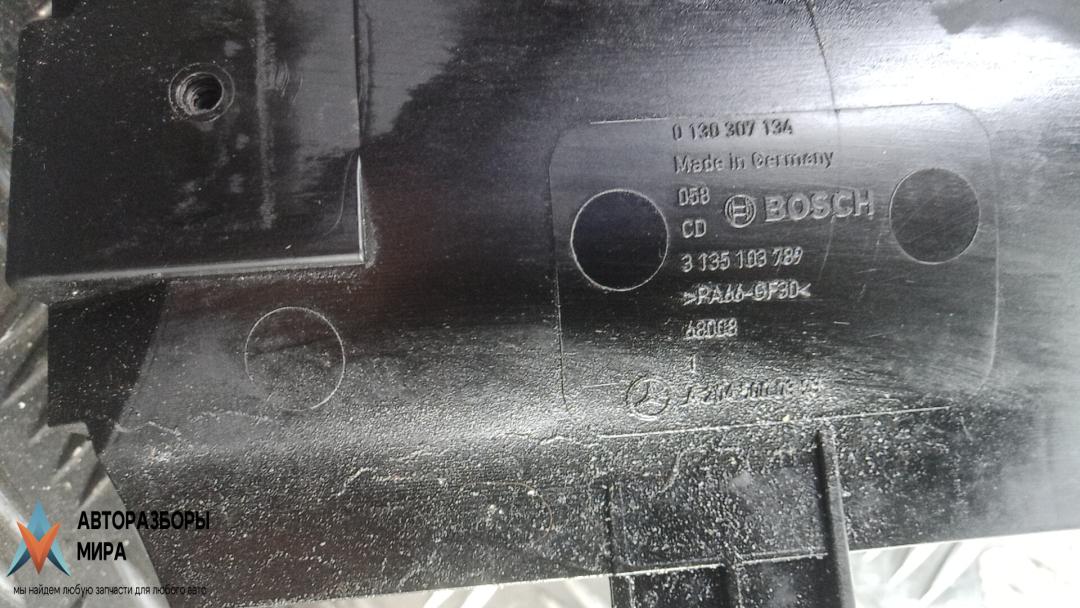 0 130 307 134
Made in Germany
058
BOSCH
CD
3 135 103 789
>PA66-GF30<
68008
АВТОРАЗБОРЫ
МИРА
мы найдем любую запчасти для любого авто